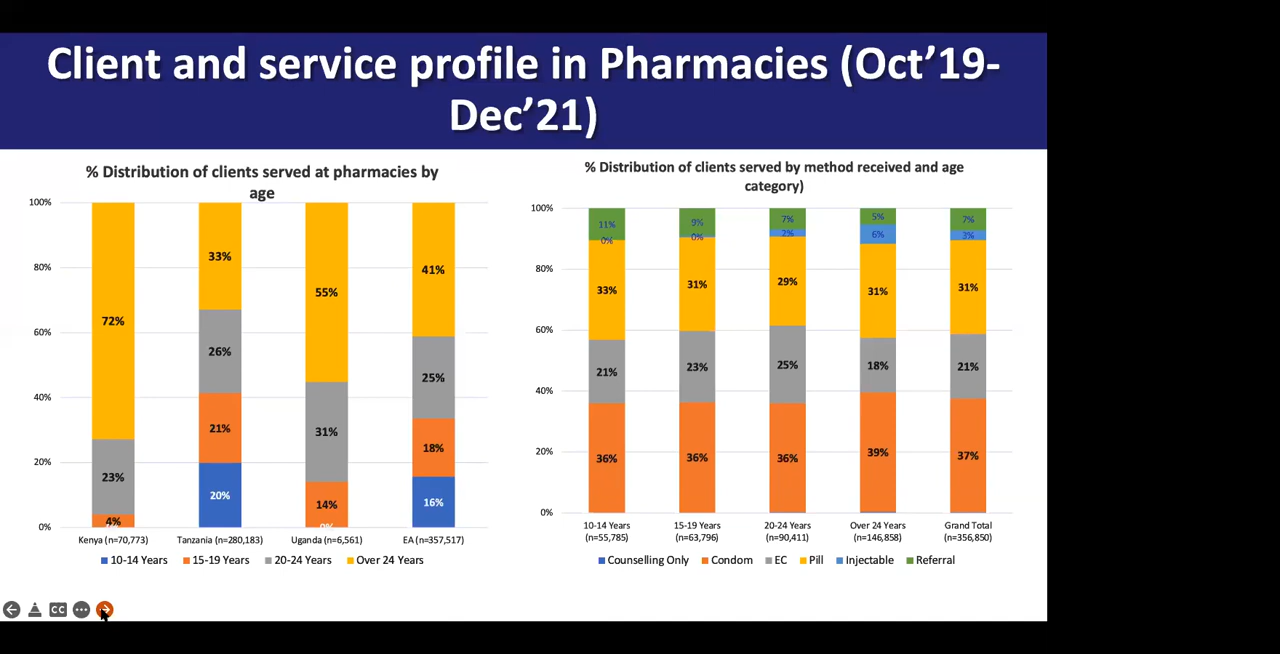 Client and service profile in Pharmacies (Oct'19-
Dec'21)
% Distribution of clients served at pharmacies by
age
100%
80%
60%
40%
20%
0%
72%
23%
4%
33%
26%
21%
20%
55%
31%
14%
0%
41%
25%
18%
16%
Kenya (n=70,773)
Tanzania (n=280,183)
Uganda (n=6,561)
EA (n=357,517)
10-14 Years
15-19 Years
20-24 Years
Over 24 Years
% Distribution of clients served by method received and age
category)
100%
80%
60%
40%
20%
0%
11%
0%
33%
21%
36%
9%
0%
31%
23%
36%
7%
2%
29%
25%
36%
5%
6%
31%
18%
39%
7%
3%
31%
21%
37%
10-14 Years
(n=55,785)
15-19 Years
(n=63,796)
20-24 Years
(n=90,411)
Over 24 Years
(n=146,858)
Grand Total
(n=356,850)
Counselling Only
Condom
EC
Pill
Injectable
Referral
CC